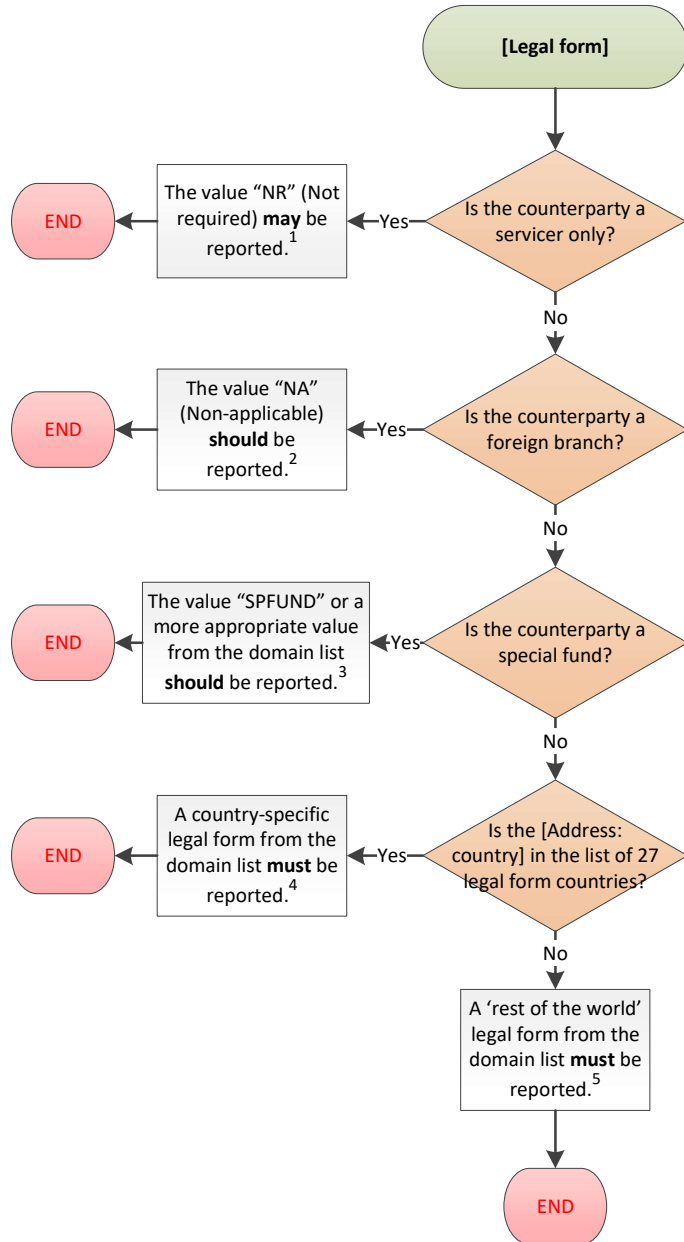 [Legal form]
Is the counterparty a
servicer only?
Yes
The value “NR” (Not
required) may be
reported.1
END
No
Is the counterparty a
foreign branch?
Yes
The value “NA”
(Non-applicable)
should be
reported.2
END
No
Is the counterparty a
special fund?
Yes
The value “SPFUND” or a
more appropriate value
from the domain list
should be reported.3
END
No
Is the [Address:
country] in the list of 27
legal form countries?
Yes
A country-specific
legal form from the
domain list must be
reported.4
END
No
A ‘rest of the world’
legal form from the
domain list must be
reported.5
END